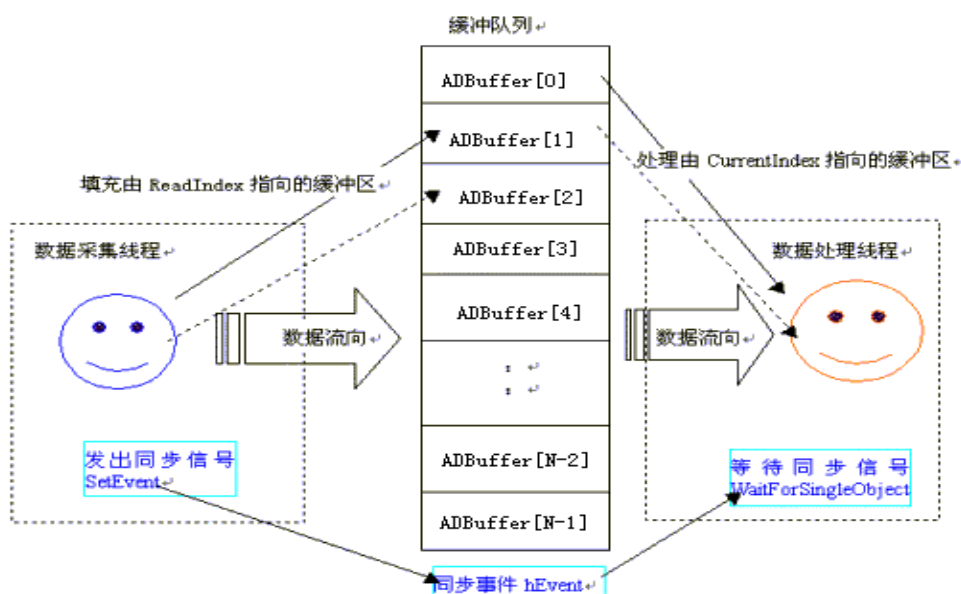 缓冲队列
ADBuffer[0]
ADBuffer[1]
处理由 CurrentIndex 指向的缓冲区
填充由 ReadIndex 指向的缓冲区
ADBuffer[2]
数据采集线程
ADBuffer[3]
数据处理线程
ADBuffer[4]
数据流向
数据流向
:
:
发出同步信号
SetEvent
ADBuffer[N-2]
等待同步信号
WaitForSingleObject
ADBuffer[N-1]
同步事件 hEvent